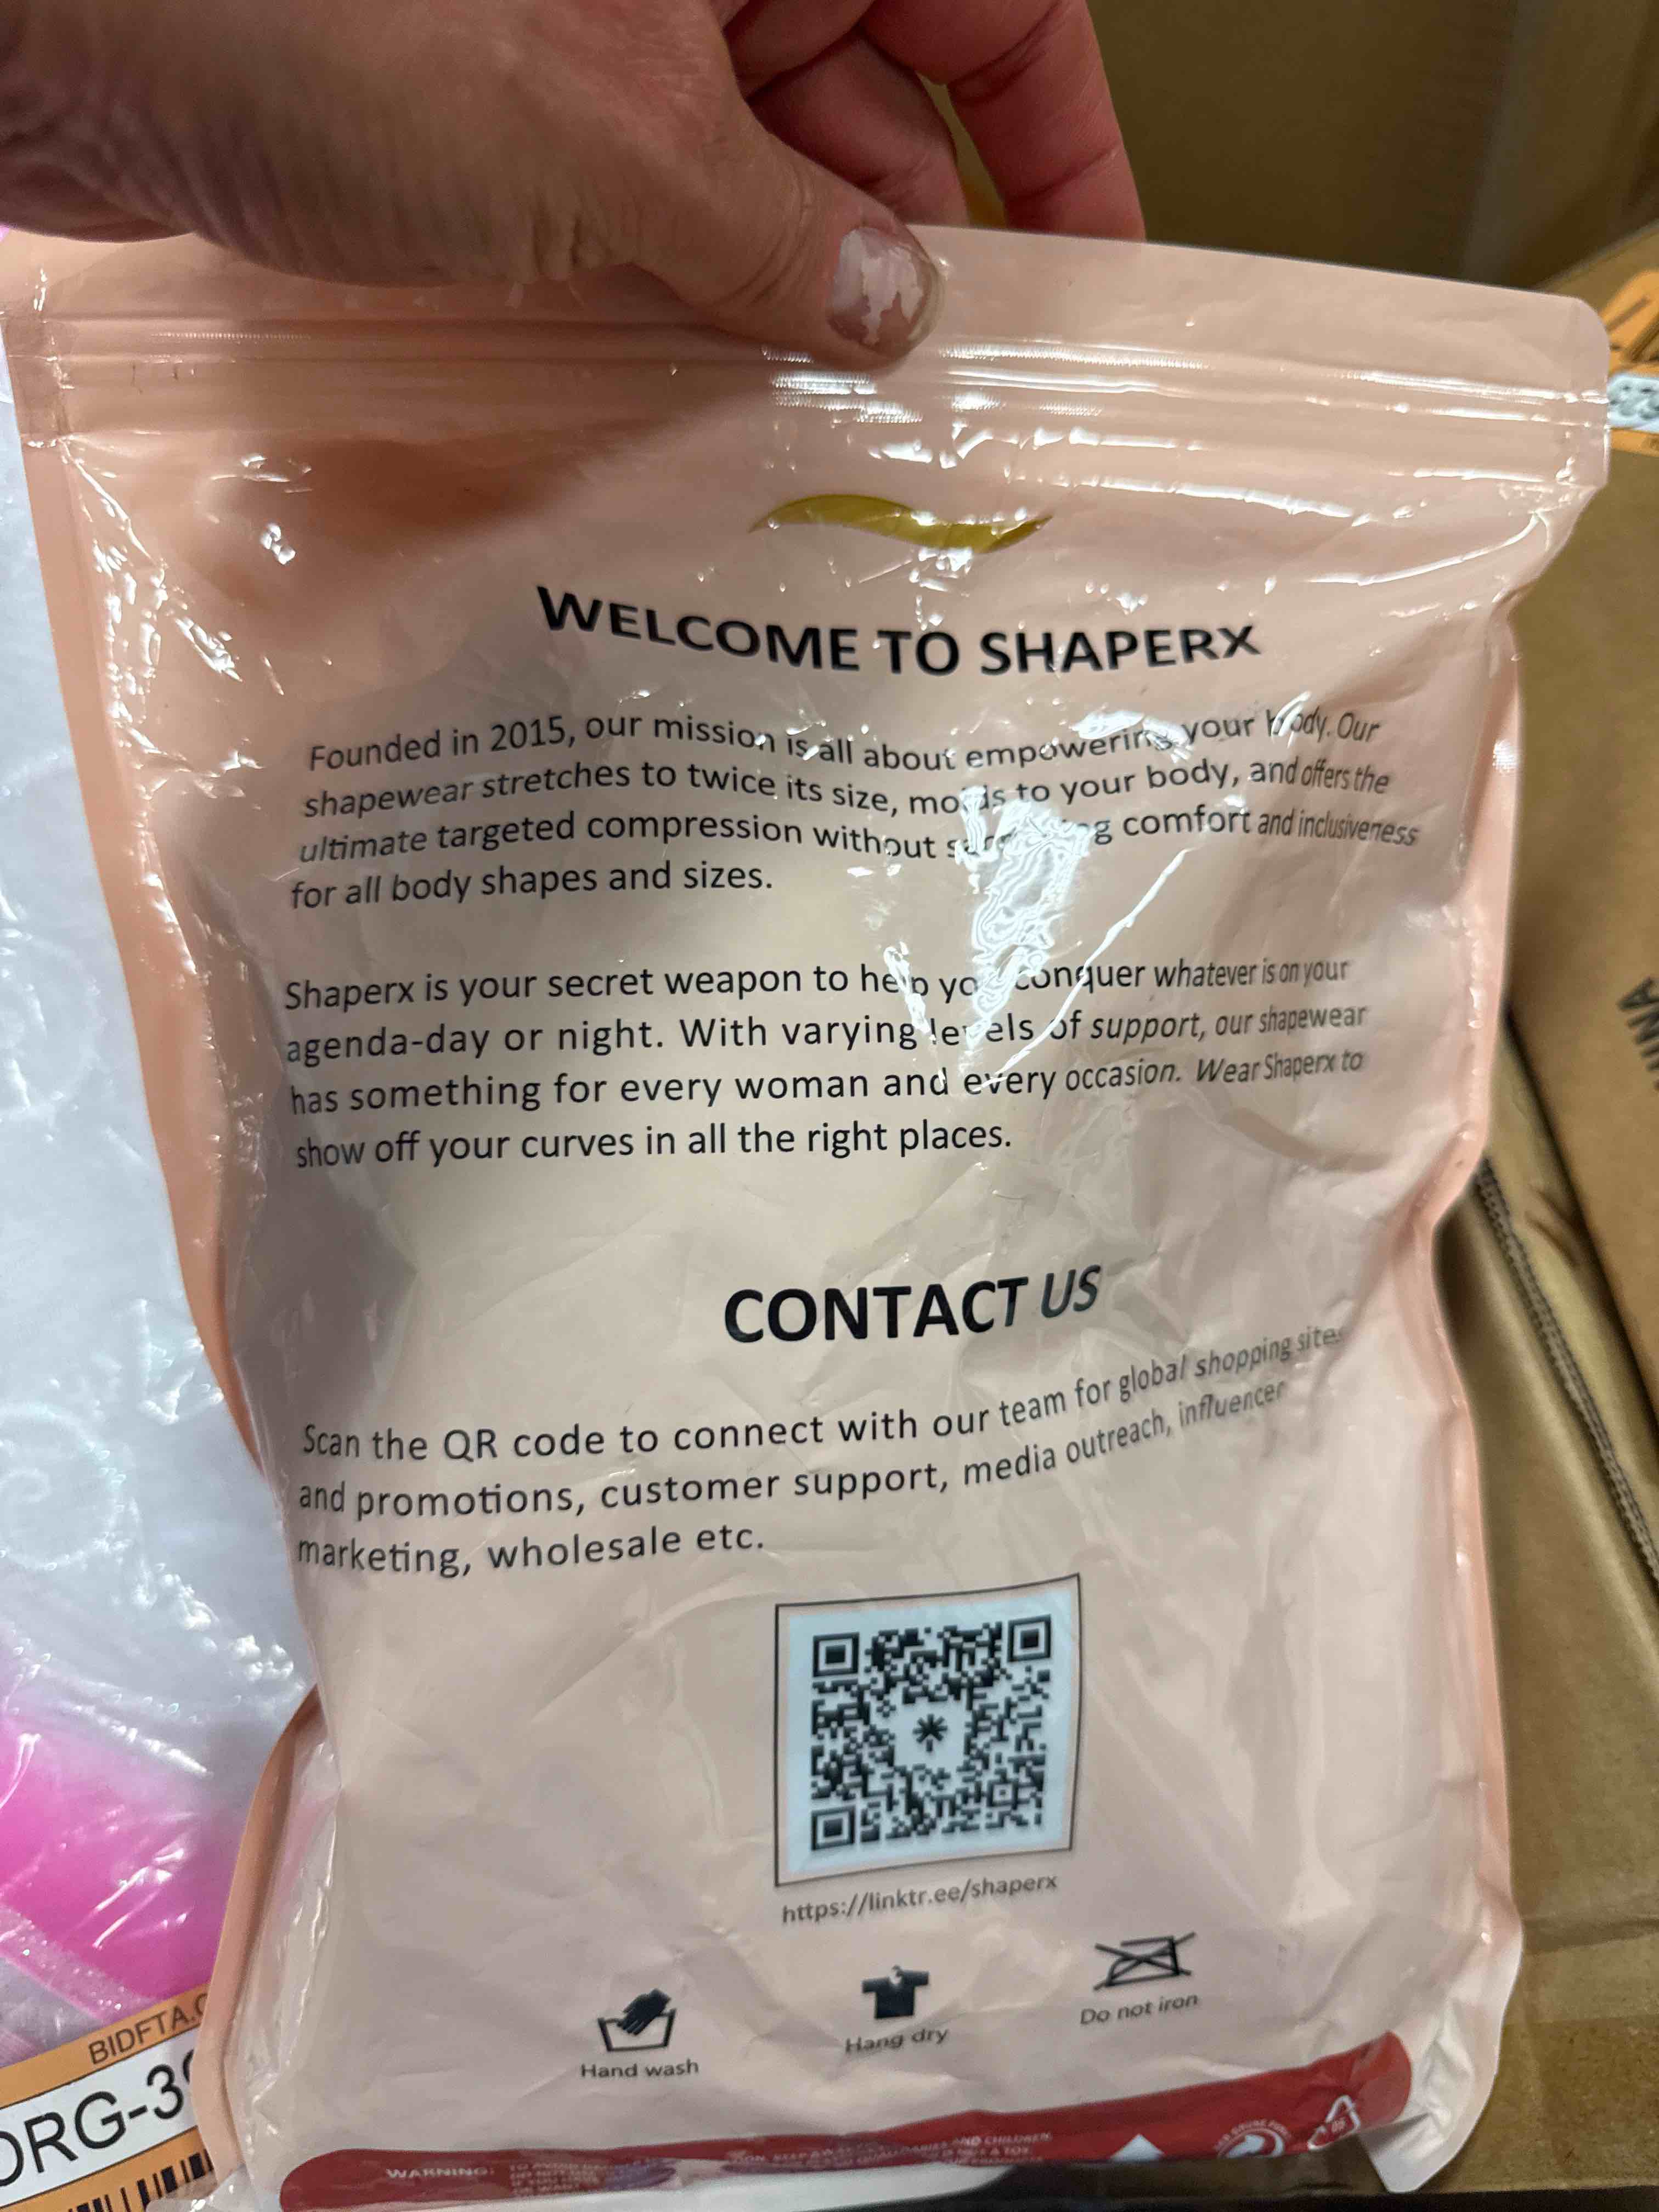 WELCOME TO SHAPERX
Founded in 2015, our mission is all about empowering your body. Our
shapewear stretches to twice its size, molds to your body, and offers the
ultimate targeted compression without comfort and inclusiveness
for all body shapes and sizes.
Shaperx is your secret weapon to help you conquer whatever is on your
agenda-day or night. With varying levels of support, our shapewear
has something for every woman and every occasion. Wear Shaperx to
show off your curves in all the right places.
CONTACT US
Scan the QR code to connect with our team for global shopping sites
and promotions, customer support, media outreach, influencer
marketing, wholesale etc.
https://linktr.ee/shaperx
Hand wash
Hang dry
Do not iron
WARNING:
BIDFTA.
ORG-39